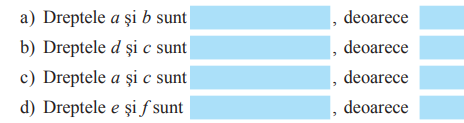 a) Dreptele a și b sunt , deoarece
b) Dreptele d și c sunt , deoarece
c) Dreptele a și c sunt , deoarece
d) Dreptele e și f sunt , deoarece